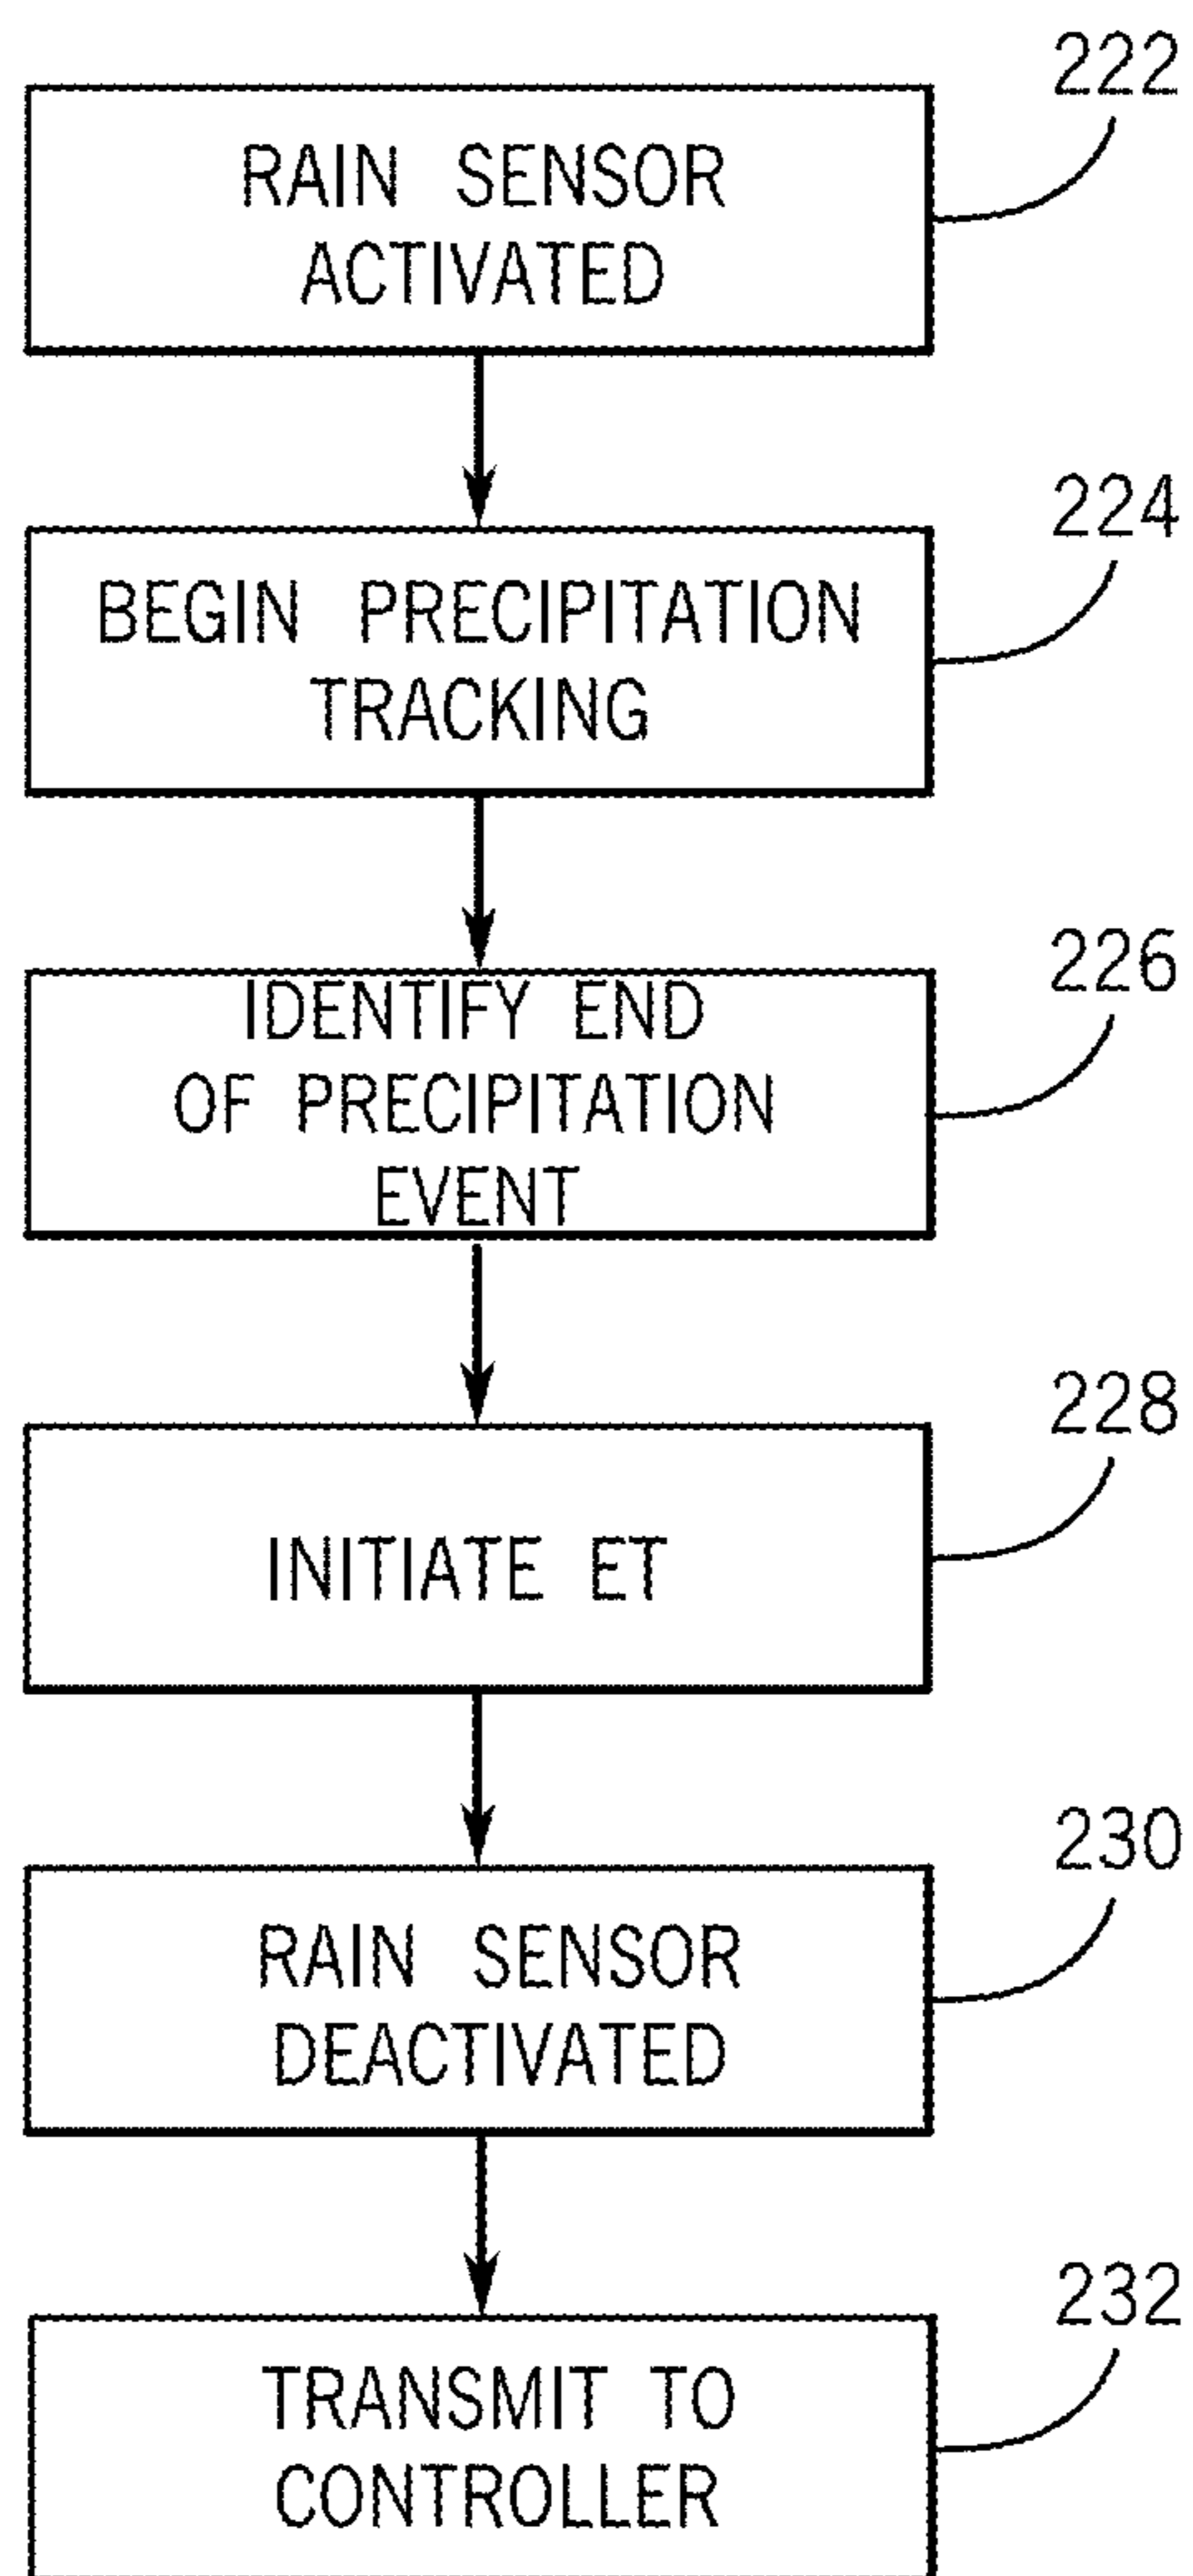 222
RAIN SENSOR
ACTIVATED
224
BEGIN PRECIPITATION
TRACKING
226
IDENTIFY END
OF PRECIPITATION
EVENT
228
INITIATE ET
230
RAIN SENSOR
DEACTIVATED
232
TRANSMIT TO
CONTROLLER